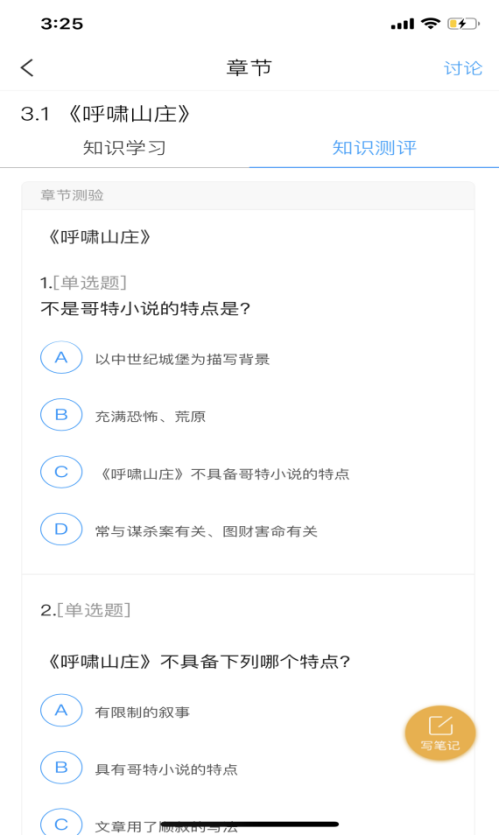 3:25
章节
讨论
3.1 《呼啸山庄》
知识学习
知识测评
章节测验
《呼啸山庄》
1.[单选题]
不是哥特小说的特点是?
A 以中世纪城堡为描写背景
B 充满恐怖、荒原
C 《呼啸山庄》不具备哥特小说的特点
D 常与谋杀案有关、图财害命有关
2.[单选题]
《呼啸山庄》不具备下列哪个特点?
A 有限制的叙事
B 具有哥特小说的特点
写笔记
C 文章用了顺叙的写法